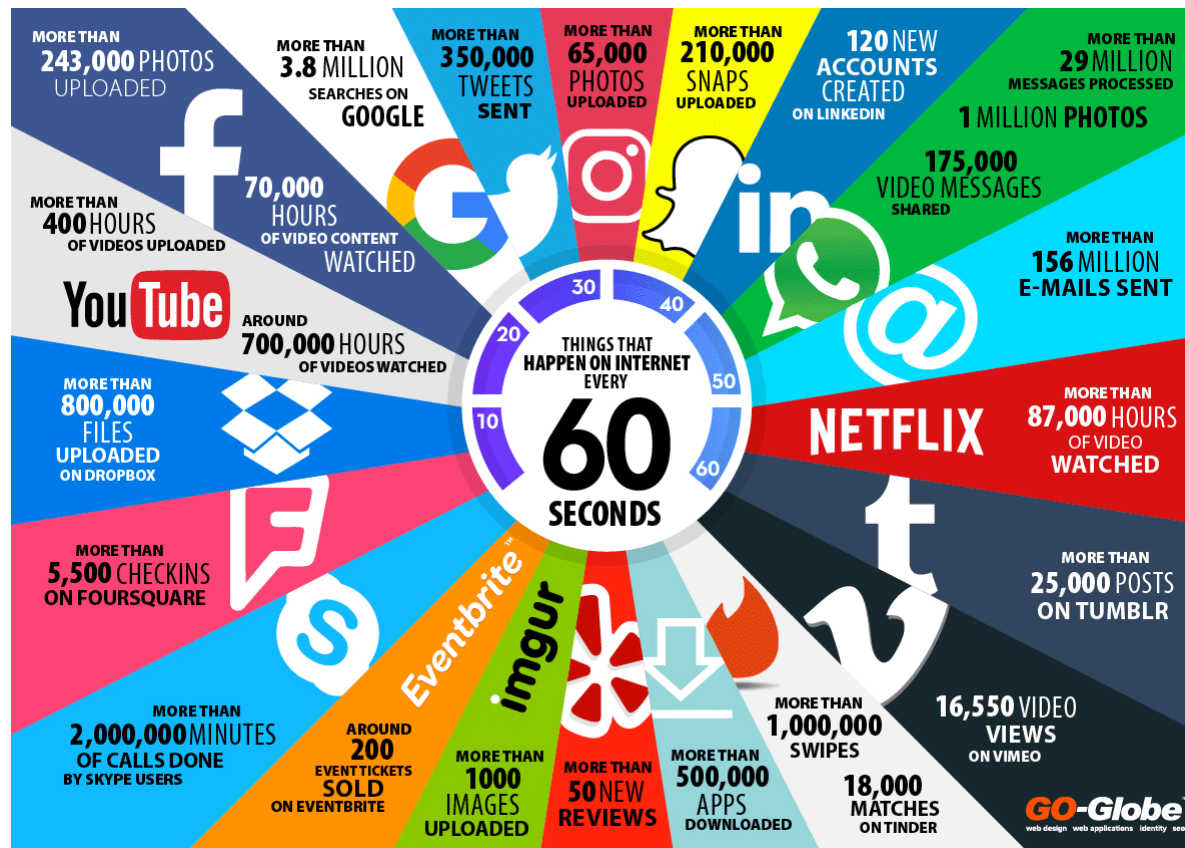 MORE THAN
243,000 PHOTOS
UPLOADED
70,000
HOURS
OF VIDEO CONTENT
WATCHED
MORE THAN
3.8 MILLION
SEARCHES ON
GOOGLE
MORE THAN
350,000
TWEETS
SENT
MORE THAN
65,000
PHOTOS
UPLOADED
MORE THAN
210,000
SNAPS
UPLOADED
120 NEW
ACCOUNTS
CREATED
ON LINKEDIN
in
MORE THAN
29 MILLION
MESSAGES PROCESSED
1 MILLION PHOTOS
175,000
VIDEO MESSAGES
SHARED
@
MORE THAN
156 MILLION
E-MAILS SENT
NETFLIX
MORE THAN
87,000 HOURS
OF VIDEO
WATCHED
t
MORE THAN
25,000 POSTS
ON TUMBLR
v
16,550 VIDEO
VIEWS
ON VIMEO
MORE THAN
1,000,000
SWIPES
18,000
MATCHES
ON TINDER
MORE THAN
500,000
APPS
DOWNLOADED
MORE THAN
50 NEW
REVIEWS
imgur
MORE THAN
1000
IMAGES
UPLOADED
Eventbrite™
AROUND
200
EVENT TICKETS
SOLD
ON EVENTBRITE
S
MORE THAN
2,000,000 MINUTES
OF CALLS DONE
BY SKYPE USERS
F
MORE THAN
5,500 CHECKINS
ON FOURSQUARE
MORE THAN
800,000
FILES
UPLOADED
ON DROPBOX
MORE THAN
400 HOURS
OF VIDEOS UPLOADED
YouTube
AROUND
700,000 HOURS
OF VIDEOS WATCHED
f
G
10
20
30
40
50
60
THINGS THAT
HAPPEN ON INTERNET
EVERY
60
SECONDS
GO-Globe™
web design web applications identity seo